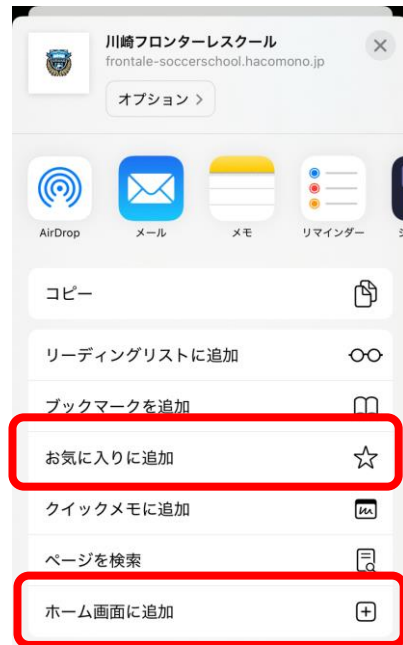 川崎フロンターレスクール
frontale-soccerschool.hacomono.jp
オプション
AirDrop
メール
メモ
リマインダー
コピー
リーディングリストに追加
ブックマークを追加
お気に入りに追加
クイックメモに追加
ページを検索
ホーム画面に追加